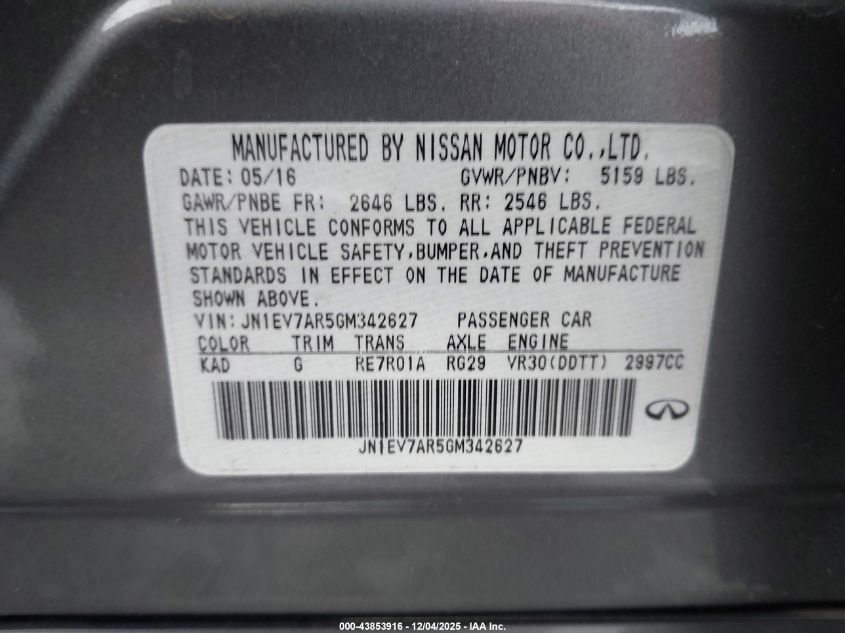 MANUFACTURED BY NISSAN MOTOR CO.,LTD.
DATE: 05/16 GVWR/PNBV: 5159 LBS.
GAWR/PNBE FR: 2646 LBS. RR: 2546 LBS.
THIS VEHICLE CONFORMS TO ALL APPLICABLE FEDERAL
MOTOR VEHICLE SAFETY,BUMPER,AND THEFT PREVENTION
STANDARDS IN EFFECT ON THE DATE OF MANUFACTURE
SHOWN ABOVE.
VIN: JN1EV7AR5GM342627 PASSENGER CAR
COLOR TRIM TRANS AXLE ENGINE
KAD G RE7R01A RG29 VR30(DDTT) 2997CC
JN1EV7AR5GM342627
000-43853916 - 12/04/2025 - IAA Inc.